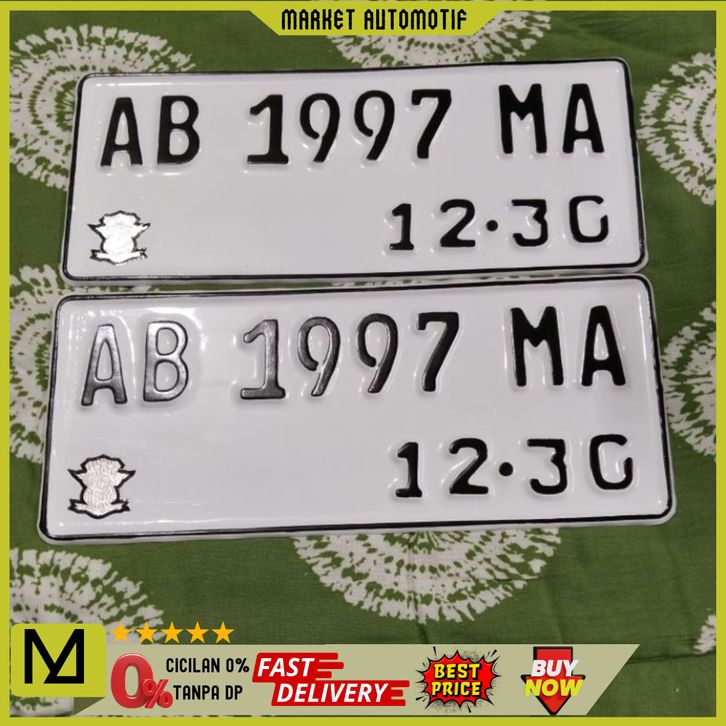 MARKET AUTOMOTIF
AB 1997 MA
12·30
AB 1997 MA
12·30
M
0%
CICILAN 0%
TANPA DP
FAST
DELIVERY
BEST
PRICE
BUY
NOW